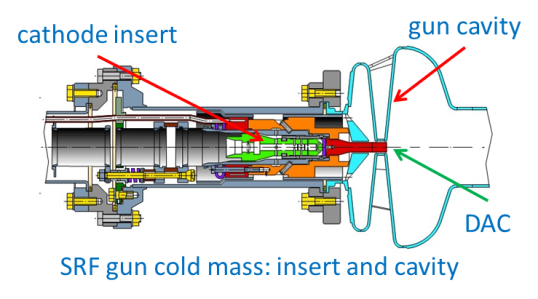 gun cavity
cathode insert
DAC
SRF gun cold mass: insert and cavity